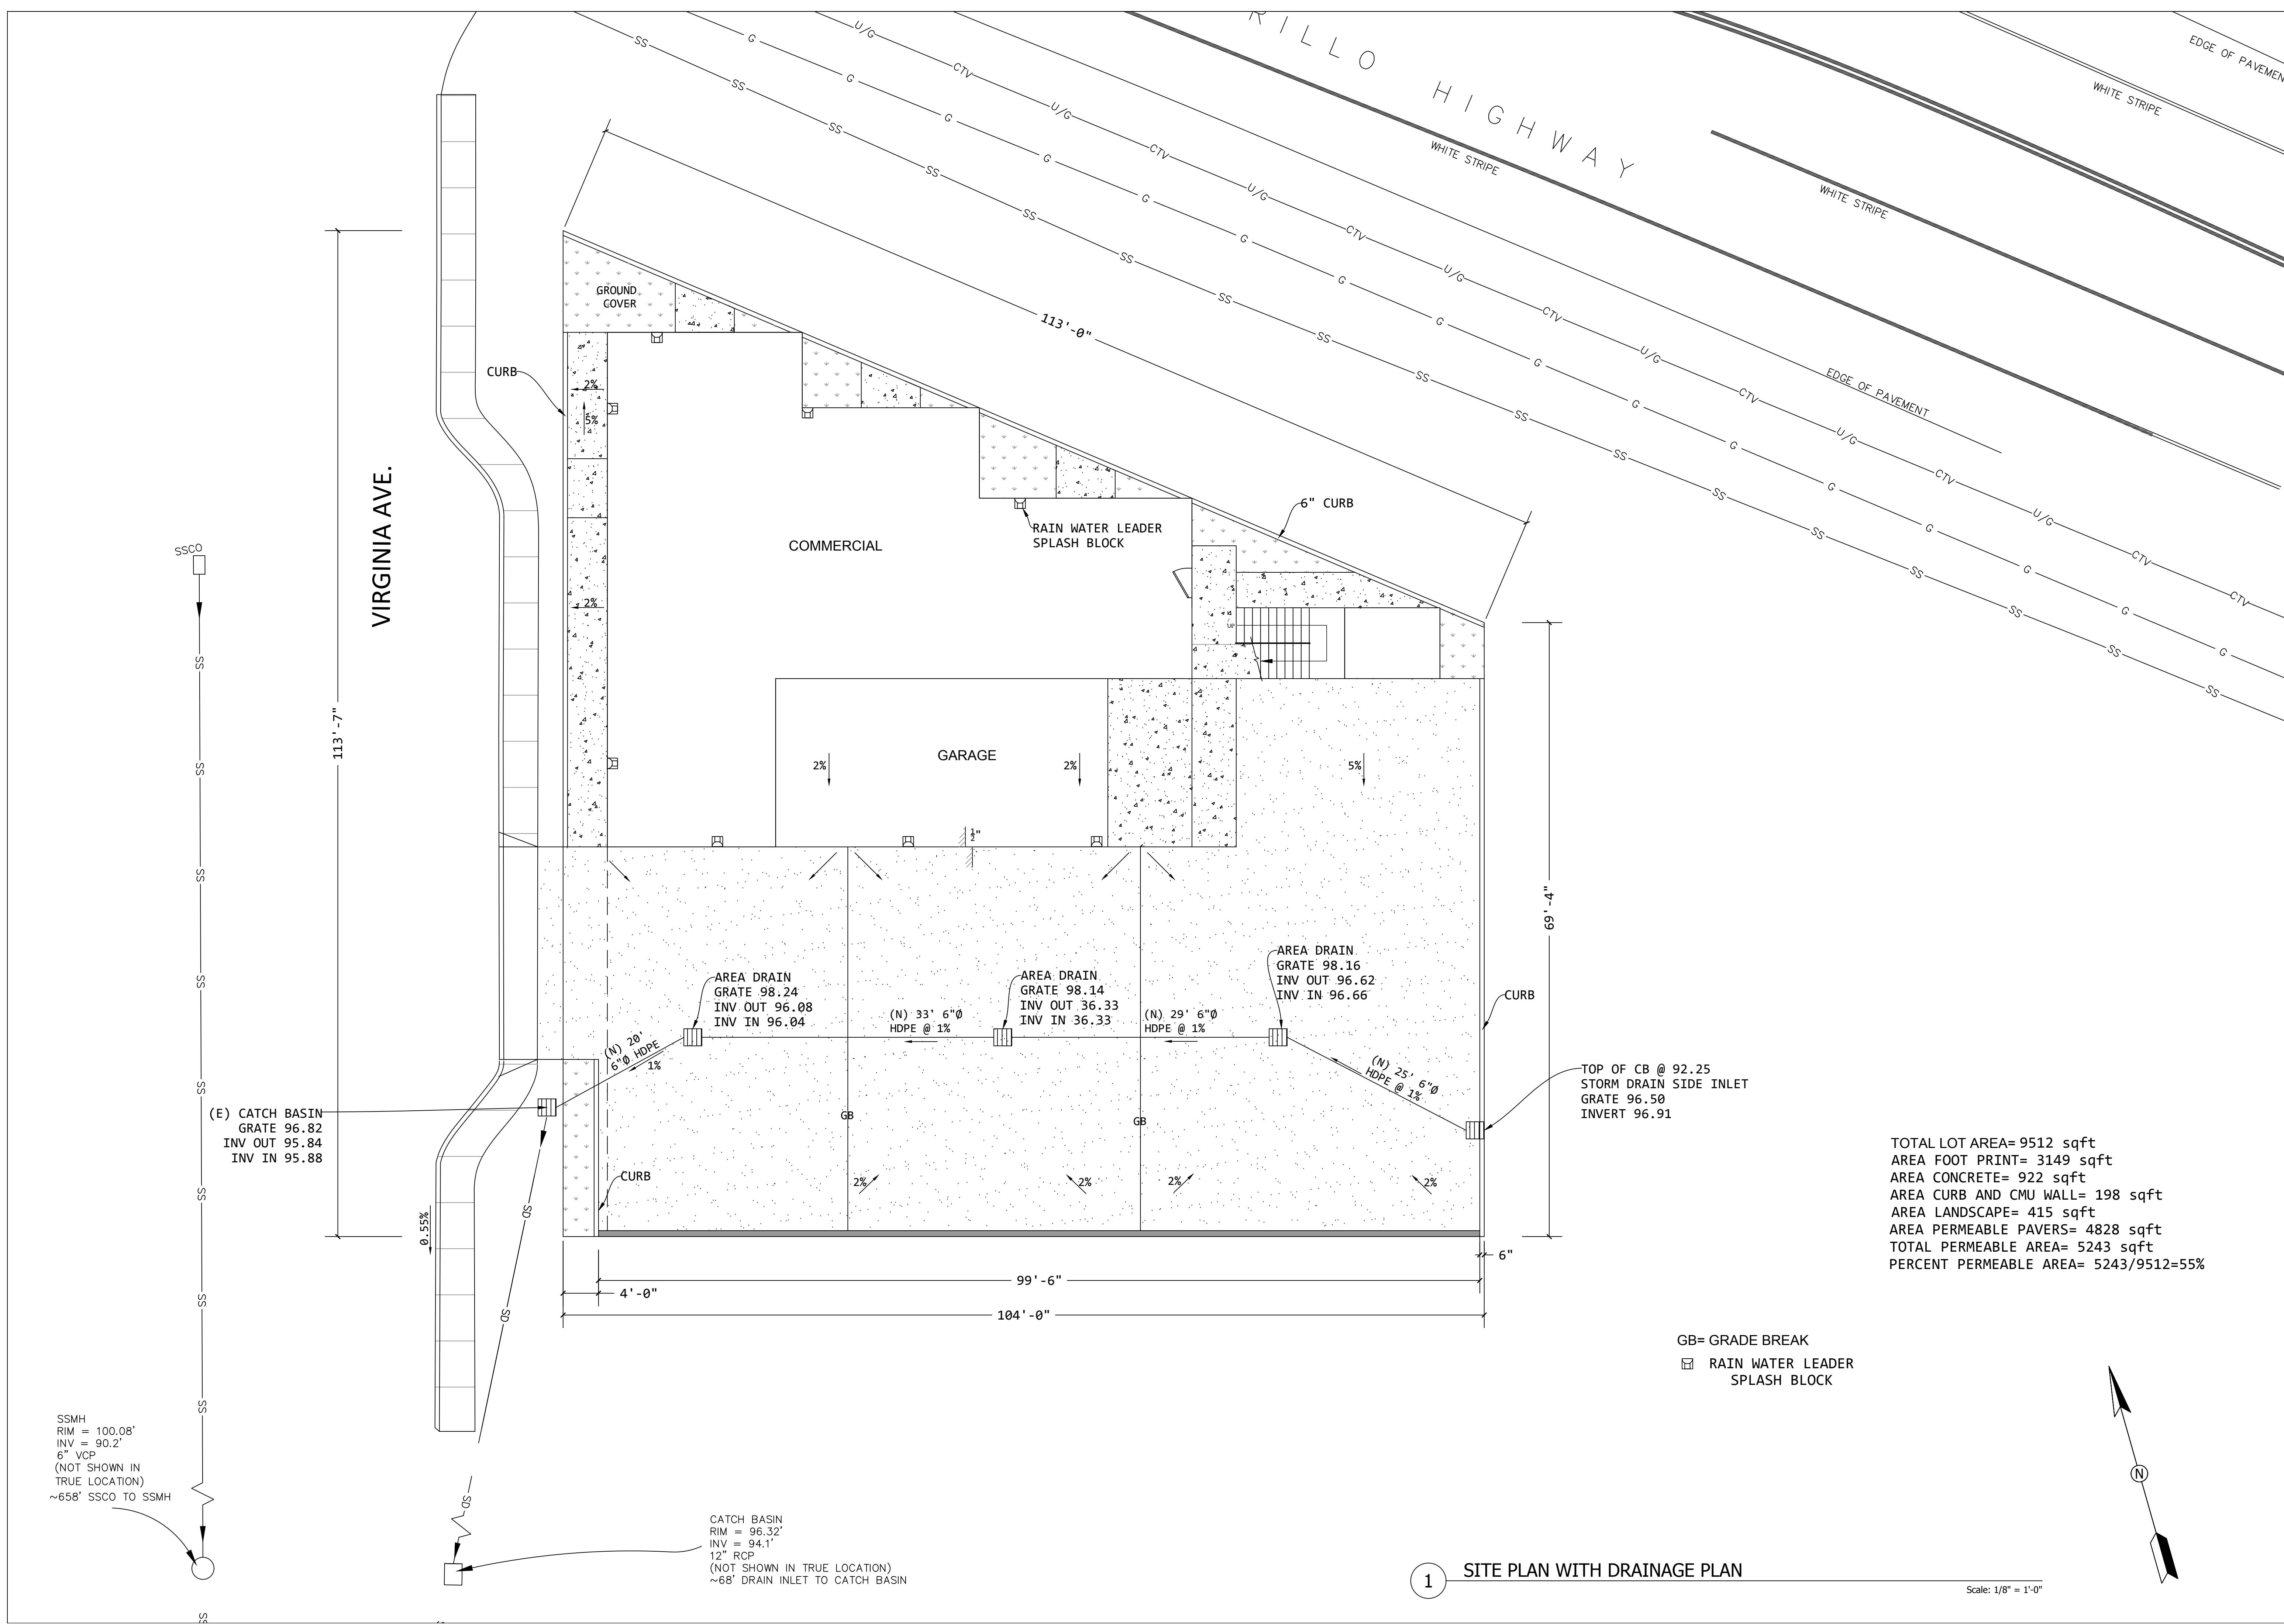 RILLO HIGHWAY
EDGE OF PAVEMEN
WHITE STRIPE
WHITE STRIPE
WHITE STRIPE
EDGE OF PAVEMENT
SS
G
U/G
CTV
113'-0"
GROUND
COVER
CURB
2%
5%
VIRGINIA AVE.
SSCO
COMMERCIAL
RAIN WATER LEADER
SPLASH BLOCK
6" CURB
2%
UP
113'-7"
GARAGE
2%
2%
5%
1/2"
69'-4"
AREA DRAIN
GRATE 98.24
INV OUT 96.08
INV IN 96.04
AREA DRAIN
GRATE 98.14
INV OUT 36.33
INV IN 36.33
AREA DRAIN
GRATE 98.16
INV OUT 96.62
INV IN 96.66
CURB
(N) 20'
6"Ø HDPE
1%
(N) 33' 6"Ø
HDPE @ 1%
(N) 29' 6"Ø
HDPE @ 1%
(N) 25' 6"Ø
HDPE @ 1%
TOP OF CB @ 92.25
STORM DRAIN SIDE INLET
GRATE 96.50
INVERT 96.91
(E) CATCH BASIN
GRATE 96.82
INV OUT 95.84
INV IN 95.88
GB
GB
CURB
2%
2%
2%
2%
0.55%
SD
SD
6"
99'-6"
4'-0"
104'-0"
TOTAL LOT AREA= 9512 sqft
AREA FOOT PRINT= 3149 sqft
AREA CONCRETE= 922 sqft
AREA CURB AND CMU WALL= 198 sqft
AREA LANDSCAPE= 415 sqft
AREA PERMEABLE PAVERS= 4828 sqft
TOTAL PERMEABLE AREA= 5243 sqft
PERCENT PERMEABLE AREA= 5243/9512=55%
GB= GRADE BREAK
RAIN WATER LEADER
SPLASH BLOCK
N
SSMH
RIM = 100.08'
INV = 90.2'
6" VCP
(NOT SHOWN IN
TRUE LOCATION)
~658' SSCO TO SSMH
SD
CATCH BASIN
RIM = 96.32'
INV = 94.1'
12" RCP
(NOT SHOWN IN TRUE LOCATION)
~68' DRAIN INLET TO CATCH BASIN
SS
1
SITE PLAN WITH DRAINAGE PLAN
Scale: 1/8" = 1'-0"